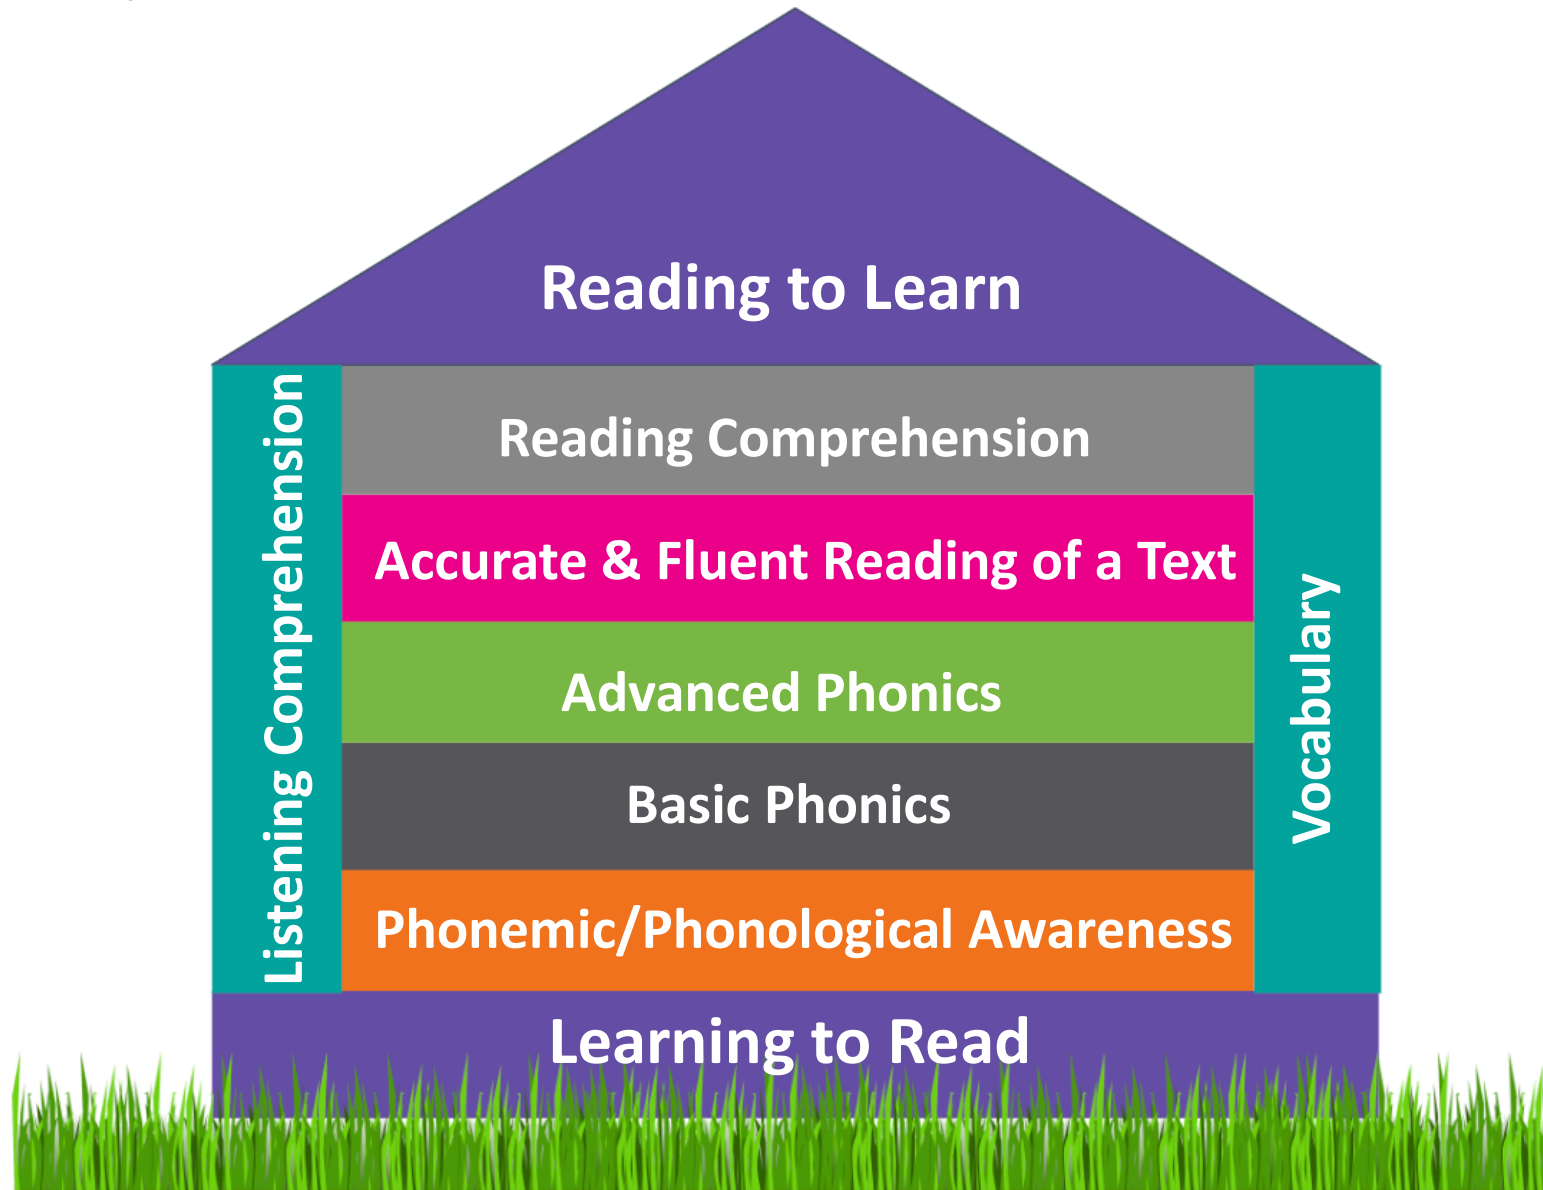 Reading to Learn
Listening Comprehension
Reading Comprehension
Accurate & Fluent Reading of a Text
Advanced Phonics
Basic Phonics
Phonemic/Phonological Awareness
Vocabulary
Learning to Read